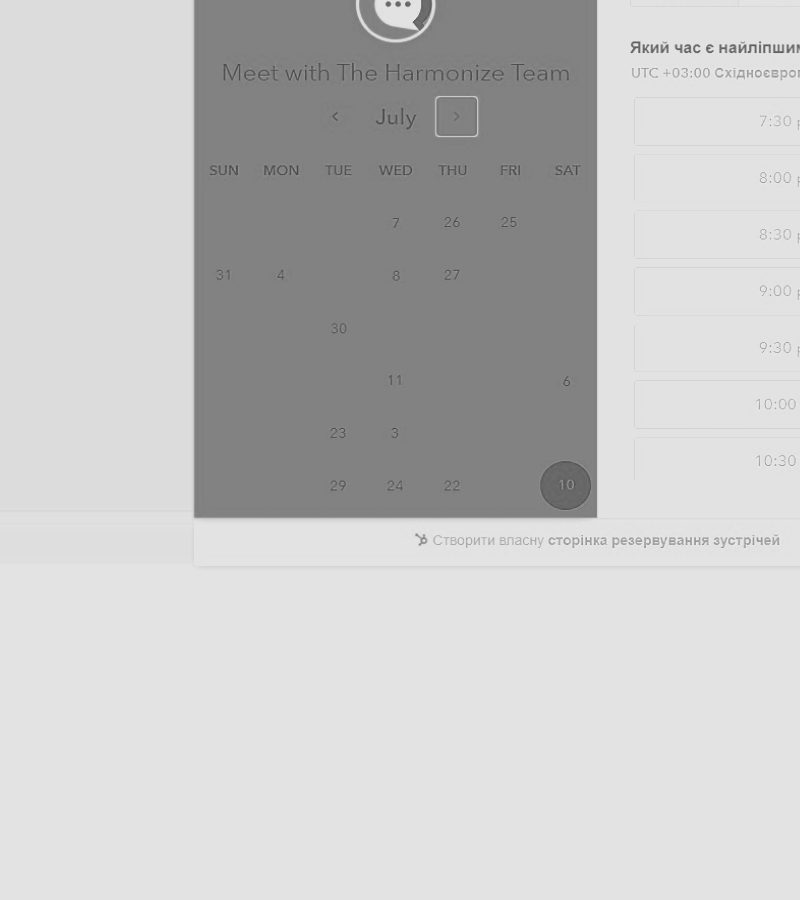 Meet with The Harmonize Team
July
SUN MON TUE WED THU FRI SAT
7 26 25
31 4 8 27
30
11 6
23 3
29 24 22 10
Який час є найліпшим
UTC +03:00 Східноєвро
7:30
8:00
8:30
9:00
9:30
10:00
10:30
Створити власну сторінка резервування зустрічей